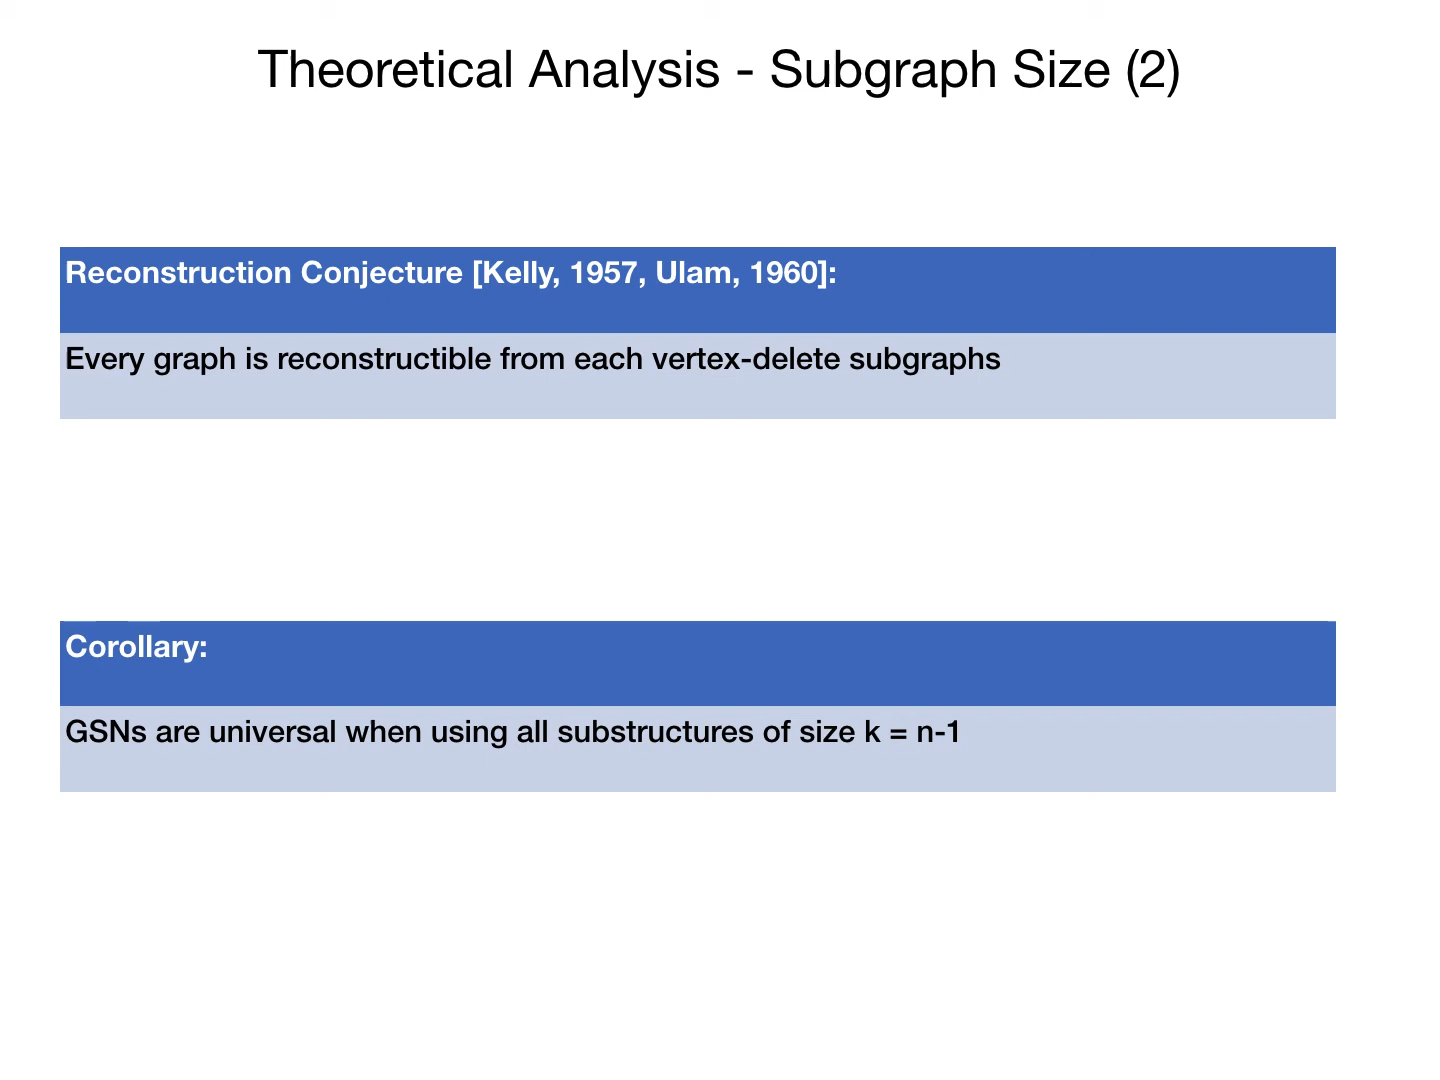 Theoretical Analysis - Subgraph Size (2)
Reconstruction Conjecture [Kelly, 1957, Ulam, 1960]:
Every graph is reconstructible from each vertex-delete subgraphs
Corollary:
GSNs are universal when using all substructures of size k = n-1